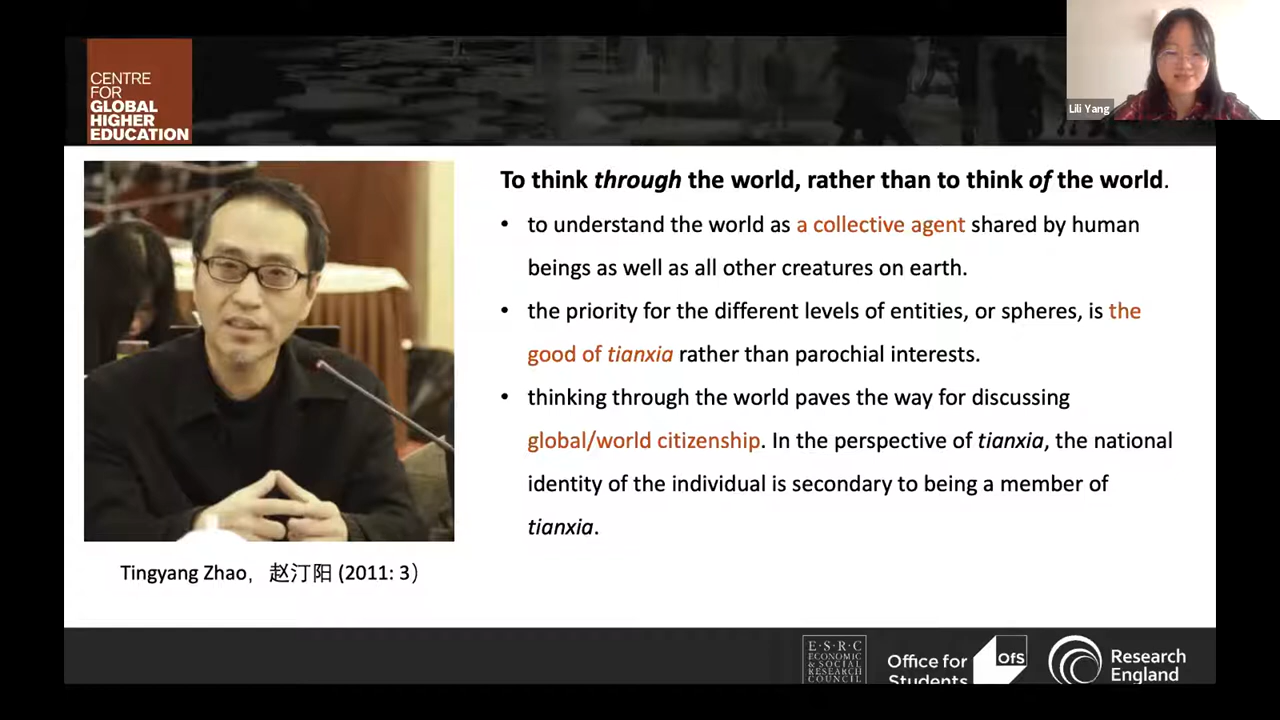 CENTRE
FOR
GLOBAL
HIGHER
EDUCATION
Lili Yang
To think through the world, rather than to think of the world.
• to understand the world as a collective agent shared by human
beings as well as all other creatures on earth.
• the priority for the different levels of entities, or spheres, is the
good of tianxia rather than parochial interests.
• thinking through the world paves the way for discussing
global/world citizenship. In the perspective of tianxia, the national
identity of the individual is secondary to being a member of
tianxia.
Tingyang Zhao, 赵汀阳 (2011: 3)
E·S·R·C
ECONOMIC
& SOCIAL
RESEARCH
COUNCIL
Office for
Students
OfS
Research
England